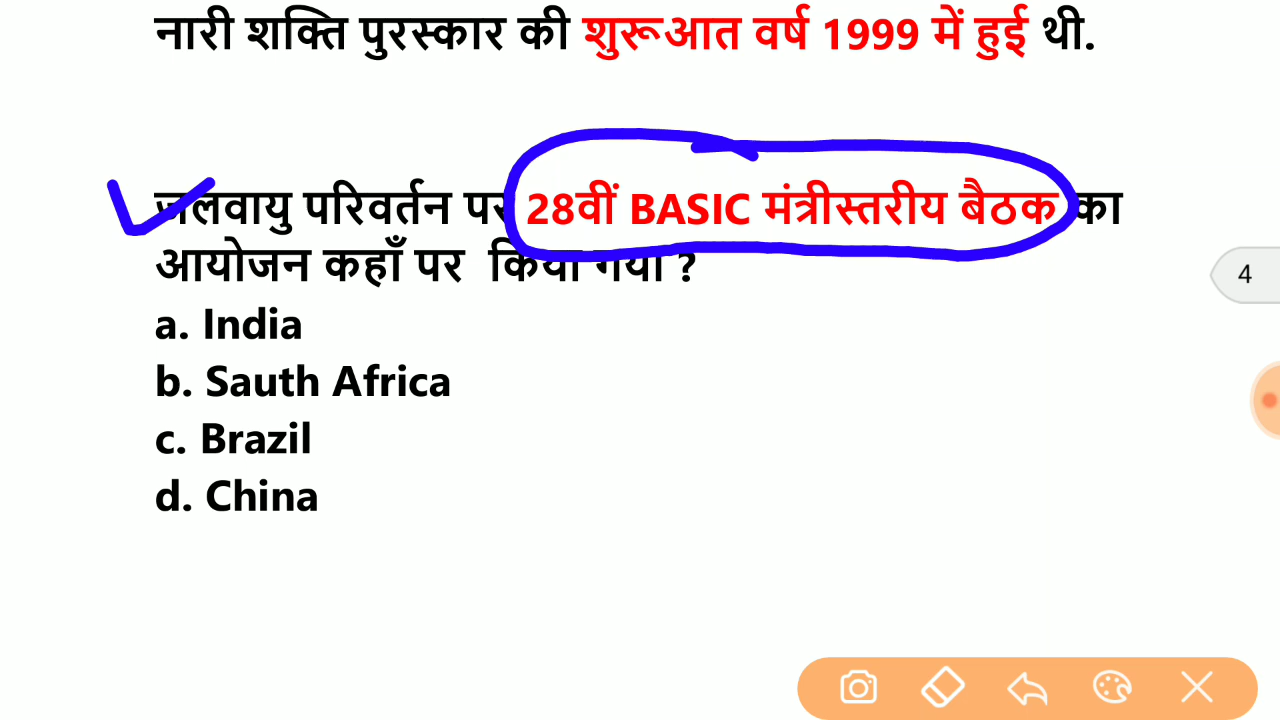 नारी शक्ति पुरस्कार की शुरूआत वर्ष 1999 में हुई थी.
जलवायु परिवर्तन पर 28वीं BASIC मंत्रीस्तरीय बैठक का
आयोजन कहाँ पर किया गया ?
a. India
b. Sauth Africa
c. Brazil
d. China
4